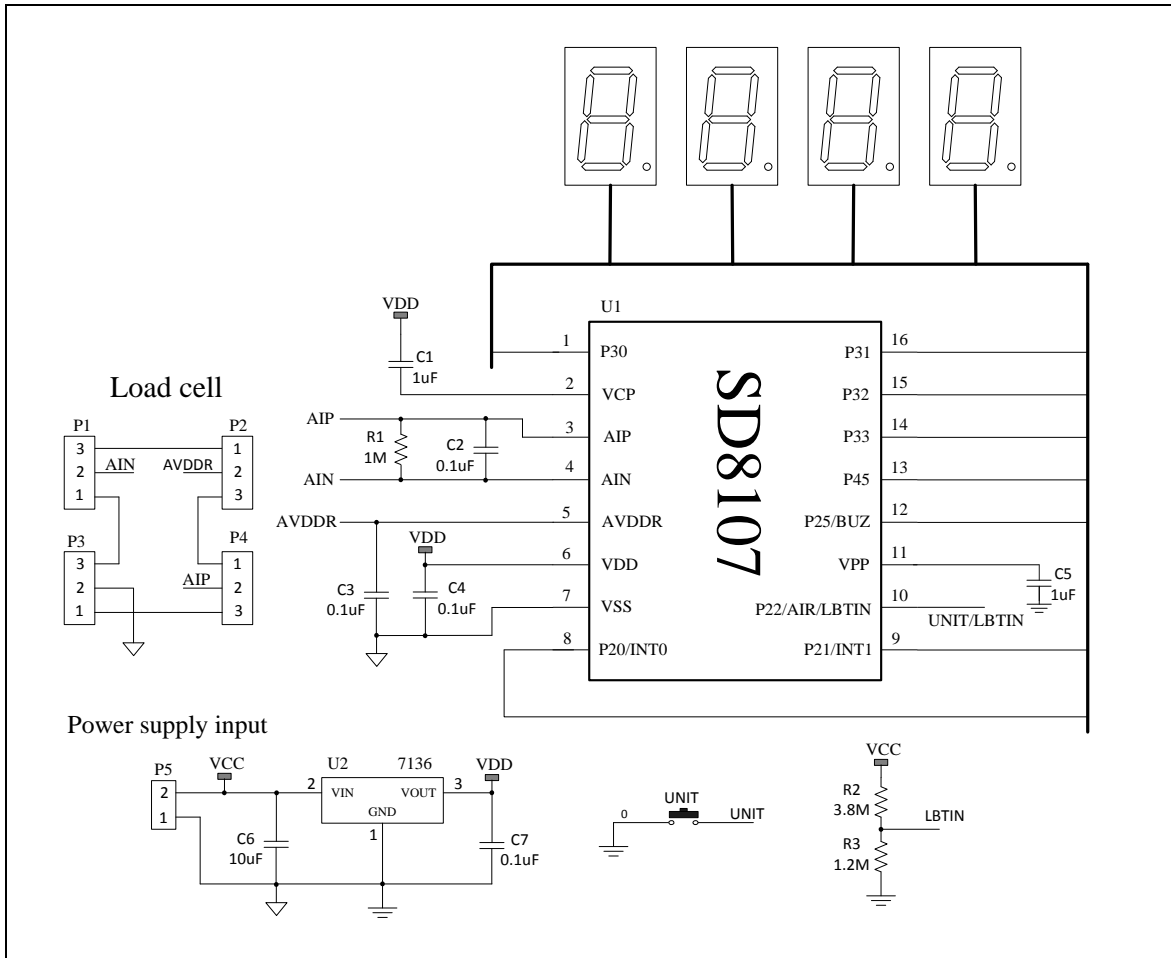 U1
VDD
C1
1uF
1
P30
P31
16
2
VCP
P32
15
AIP
R1
1M
C2
0.1uF
3
AIP
P33
14
AIN
4
AIN
P45
13
AVDDR
5
AVDDR
P25/BUZ
12
VDD
6
VDD
VPP
11
C3
0.1uF
C4
0.1uF
7
VSS
P22/AIR/LBTIN
10
UNIT/LBTIN
C5
1uF
8
P20/INT0
P21/INT1
9
SD8107
Load cell
P1
3
2
1
AIN
P2
1
2
3
AVDDR
P3
3
2
1
P4
1
2
3
AIP
Power supply input
P5
2
1
VCC
U2
7136
2
VIN
VOUT
3
GND
1
VDD
C6
10uF
C7
0.1uF
0
UNIT
UNIT
VCC
R2
3.8M
LBTIN
R3
1.2M